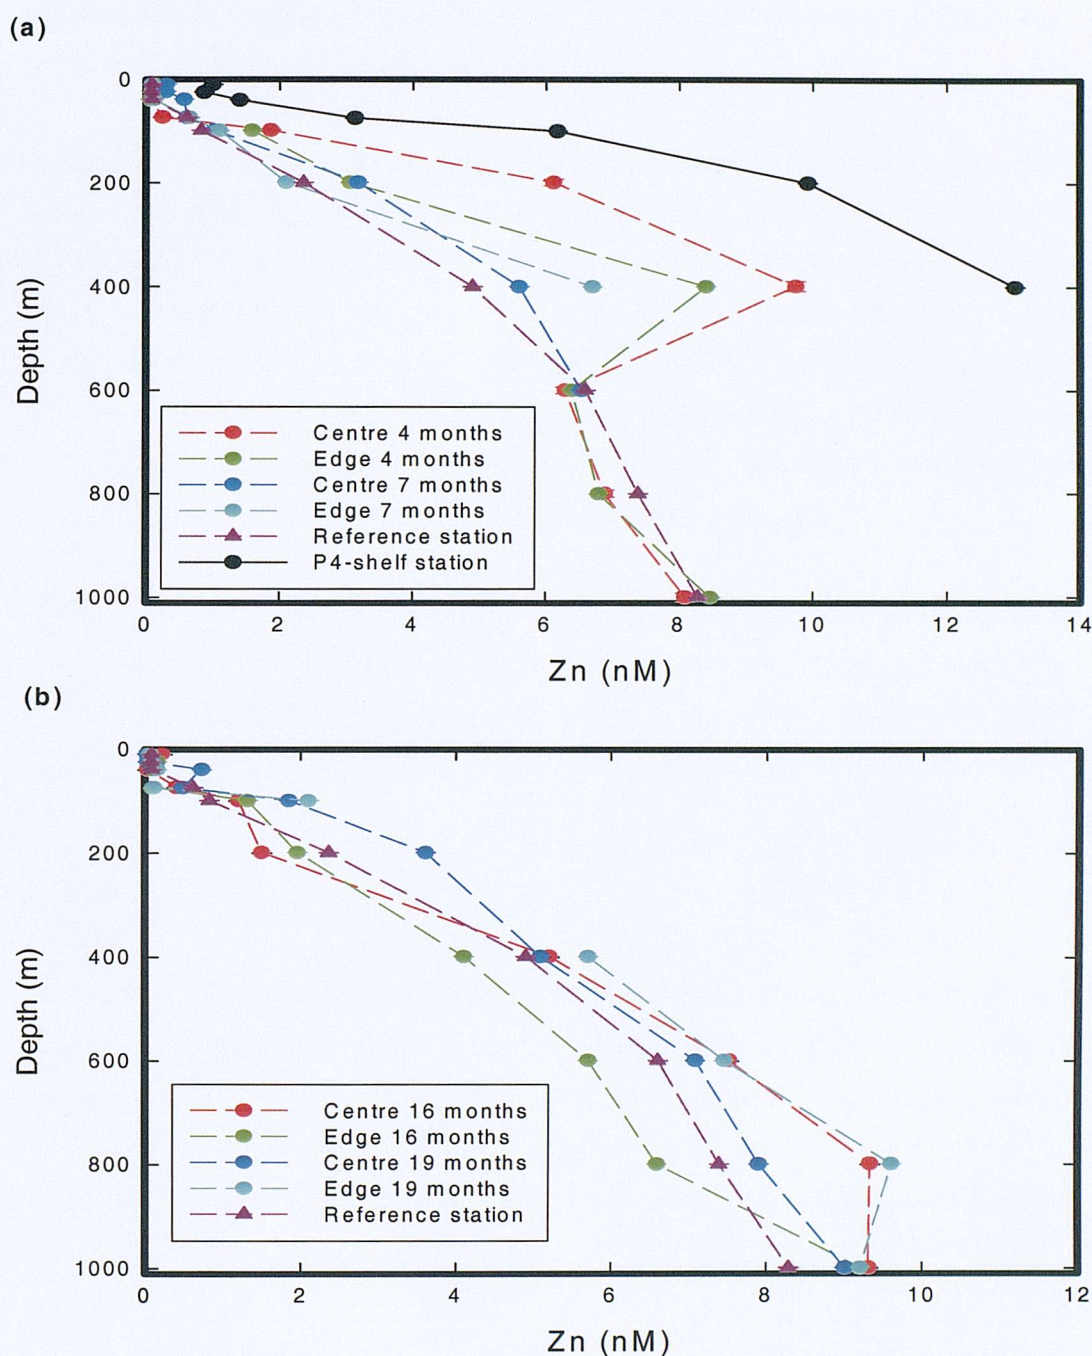 (a)
0
200
400
600
800
1000
Depth (m)
Centre 4 months
Edge 4 months
Centre 7 months
Edge 7 months
Reference station
P4-shelf station
0 2 4 6 8 10 12 14
Zn (nM)
(b)
0
200
400
600
800
1000
Depth (m)
Centre 16 months
Edge 16 months
Centre 19 months
Edge 19 months
Reference station
0 2 4 6 8 10 12
Zn (nM)